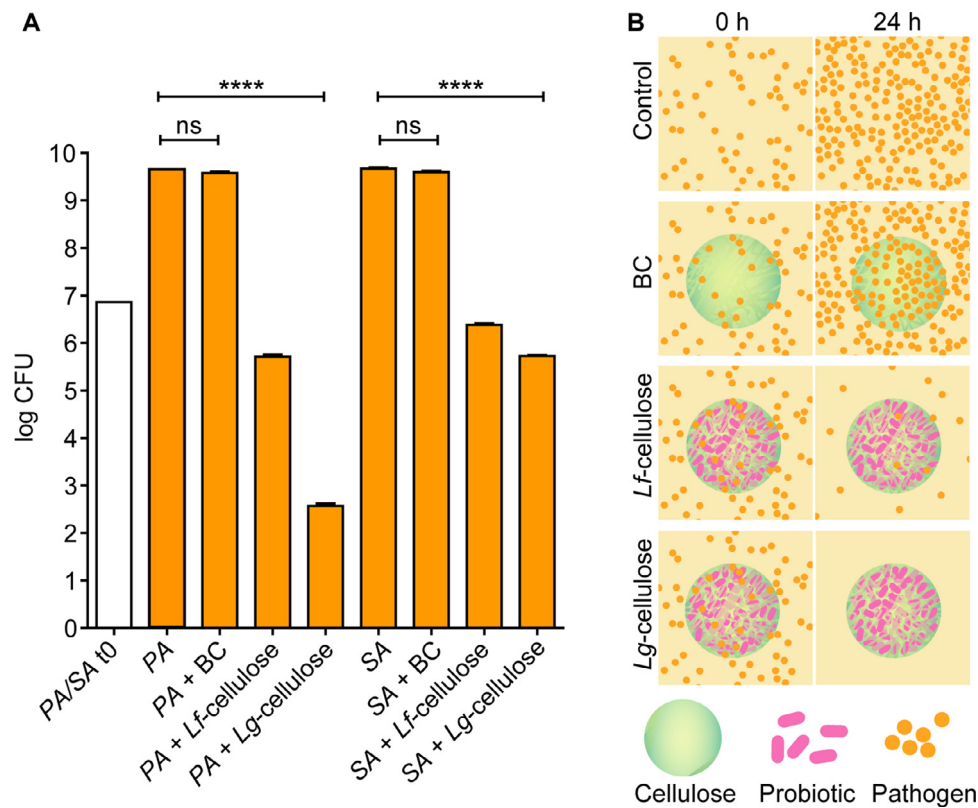 A
****
****
ns
ns
10
9
8
7
6
5
4
3
2
1
0
log CFU
PA/SA t0
PA
PA + BC
PA + Lf-cellulose
PA + Lg-cellulose
SA
SA + BC
SA + Lf-cellulose
SA + Lg-cellulose
B
0 h 24 h
Control
BC
Lf-cellulose
Lg-cellulose
Cellulose Probiotic Pathogen